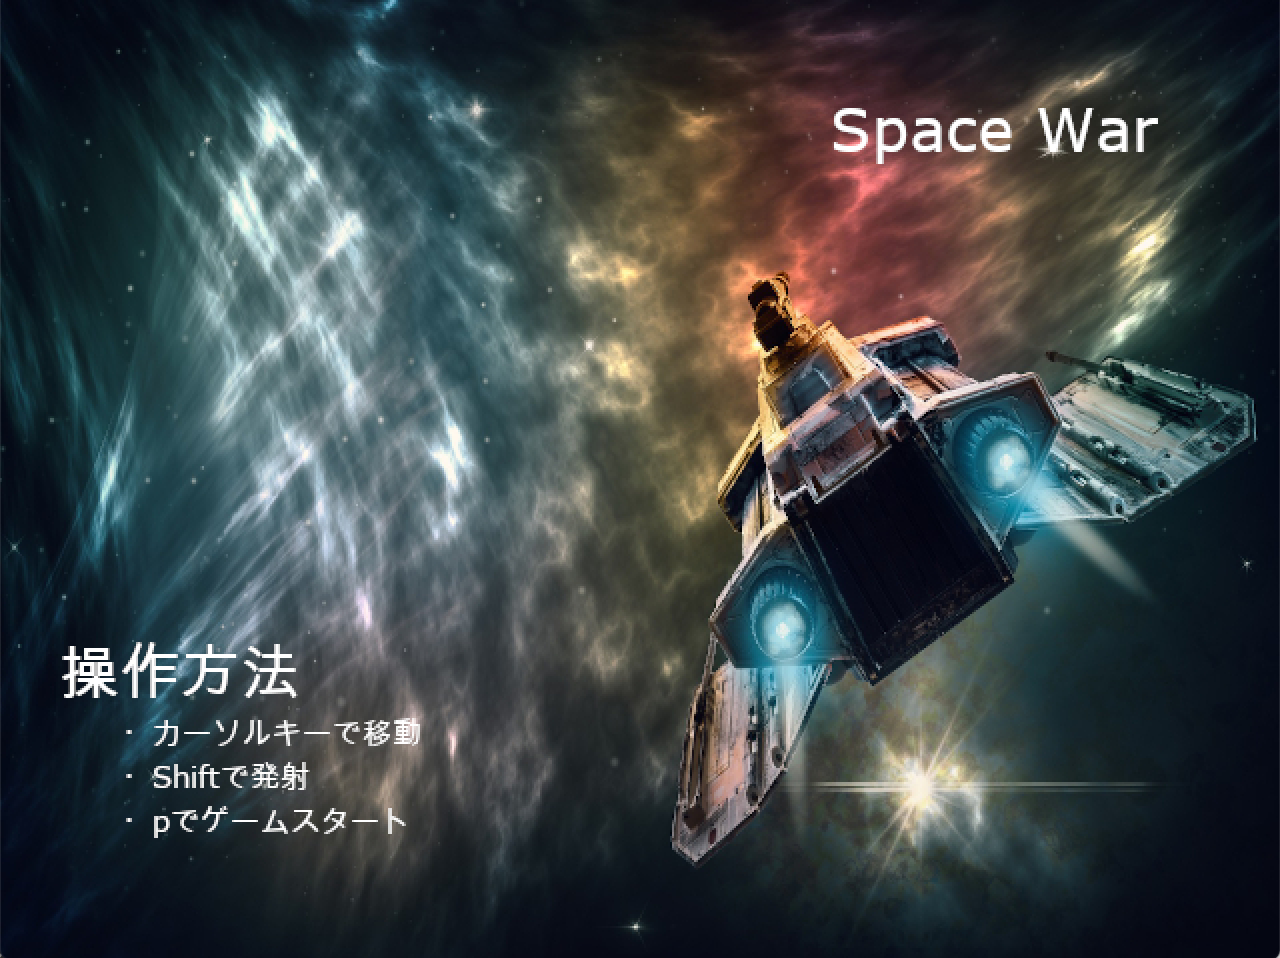 Space War
操作方法
・ カーソルキーで移動
・ Shiftで発射
・ pでゲームスタート